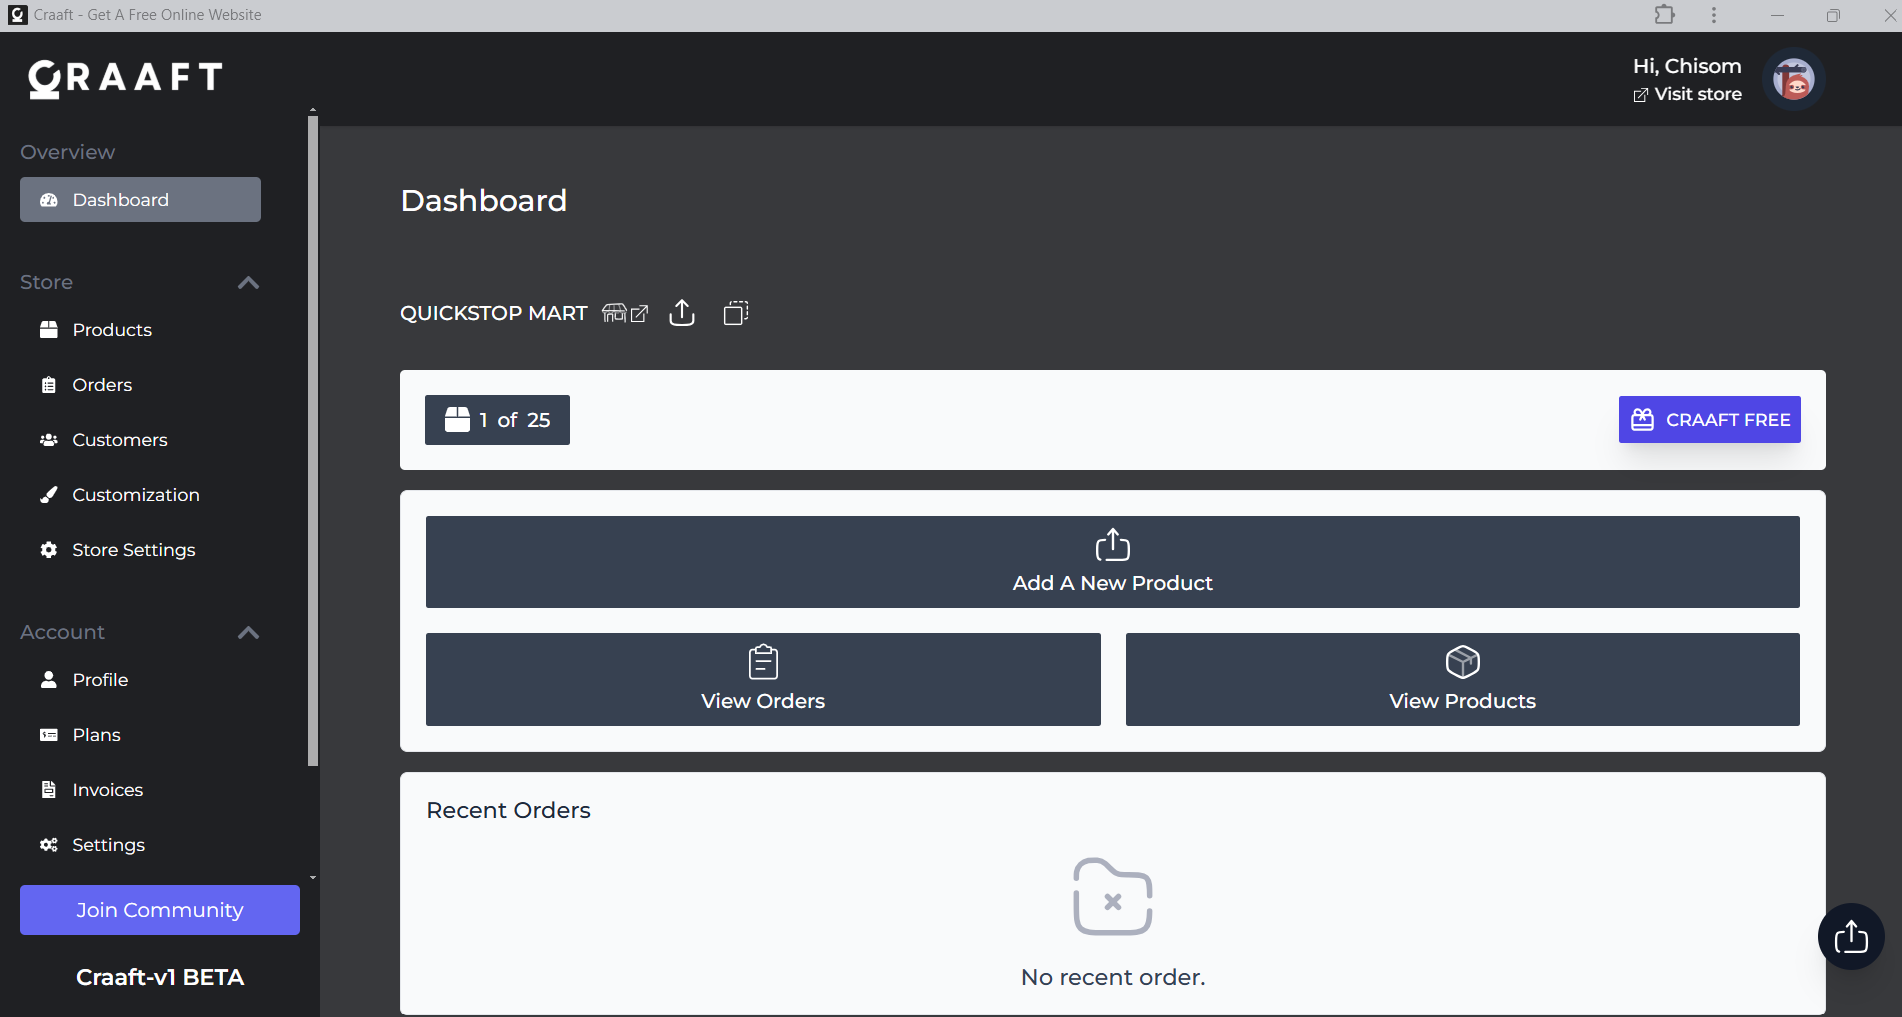 Craaft - Get A Free Online Website
CRAAFT
Hi, Chisom
Visit store
Overview
Dashboard
Store
Products
Orders
Customers
Customization
Store Settings
Account
Profile
Plans
Invoices
Settings
Join Community
Craaft-v1 BETA
Dashboard
QUICKSTOP MART
1 of 25
CRAAFT FREE
Add A New Product
View Orders
View Products
Recent Orders
No recent order.